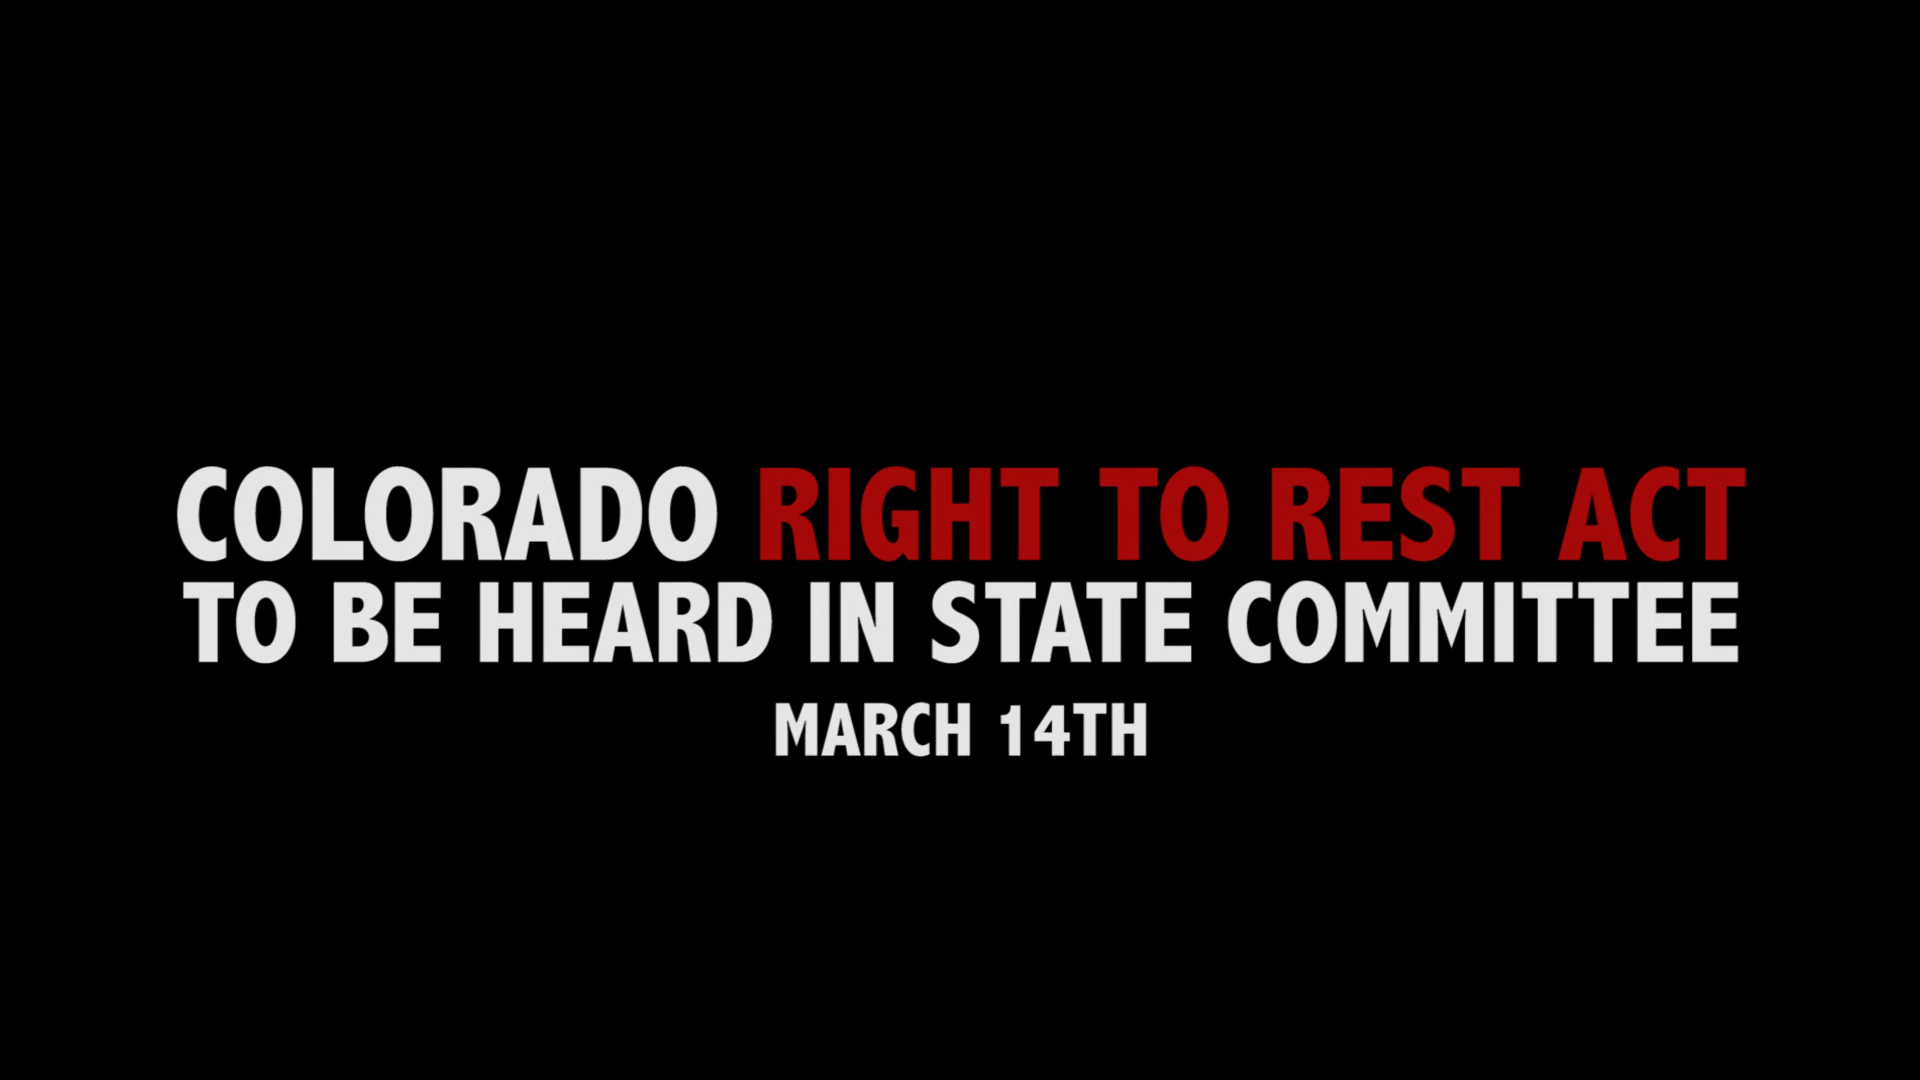 COLORADO RIGHT TO REST ACT
TO BE HEARD IN STATE COMMITTEE
MARCH 14TH